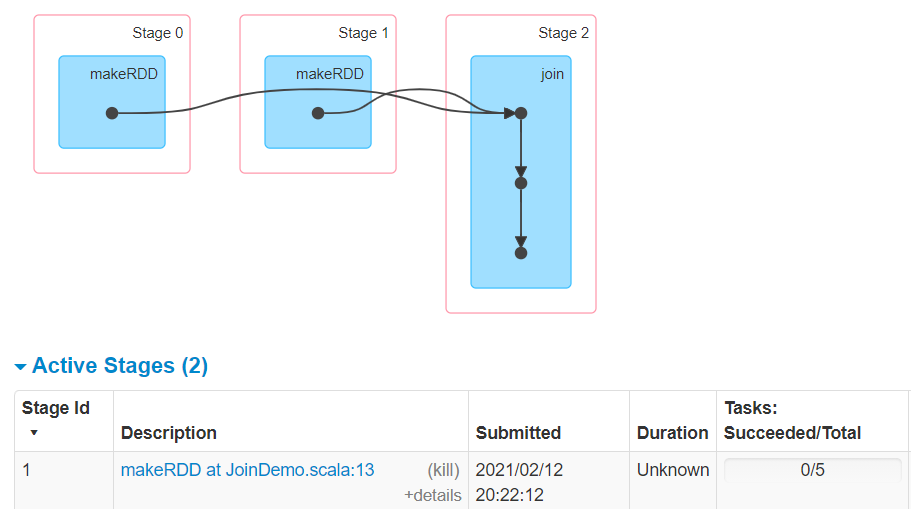 Stage 0
Stage 1
Stage 2
makeRDD
makeRDD
join
Active Stages (2)
Stage Id
Description
Submitted
Duration
Tasks:
Succeeded/Total
1
makeRDD at JoinDemo.scala:13
(kill)
+details
2021/02/12
20:22:12
Unknown
0/5